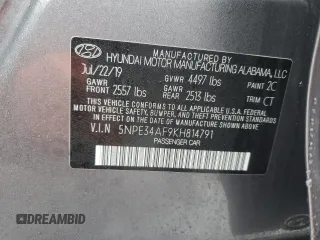 MANUFACTURED BY
HYUNDAI MOTOR MANUFACTURING ALABAMA, LLC
Jul/22/19 GVWR 4497 lbs PAINT 2C
GAWR FRONT 2557 lbs GAWR REAR 2513 lbs TRIM CT
THIS VEHICLE CONFORMS TO ALL APPLICABLE U.S. FEDERAL
MOTOR VEHICLE SAFETY, BUMPER, AND THEFT PREVENTION
STANDARDS IN EFFECT ON THE DATE OF MANUFACTURE
SHOWN ABOVE.
V.I.N 5NPE34AF9KH814791
PASSENGER CAR
DREAMBID
DreamBid.com